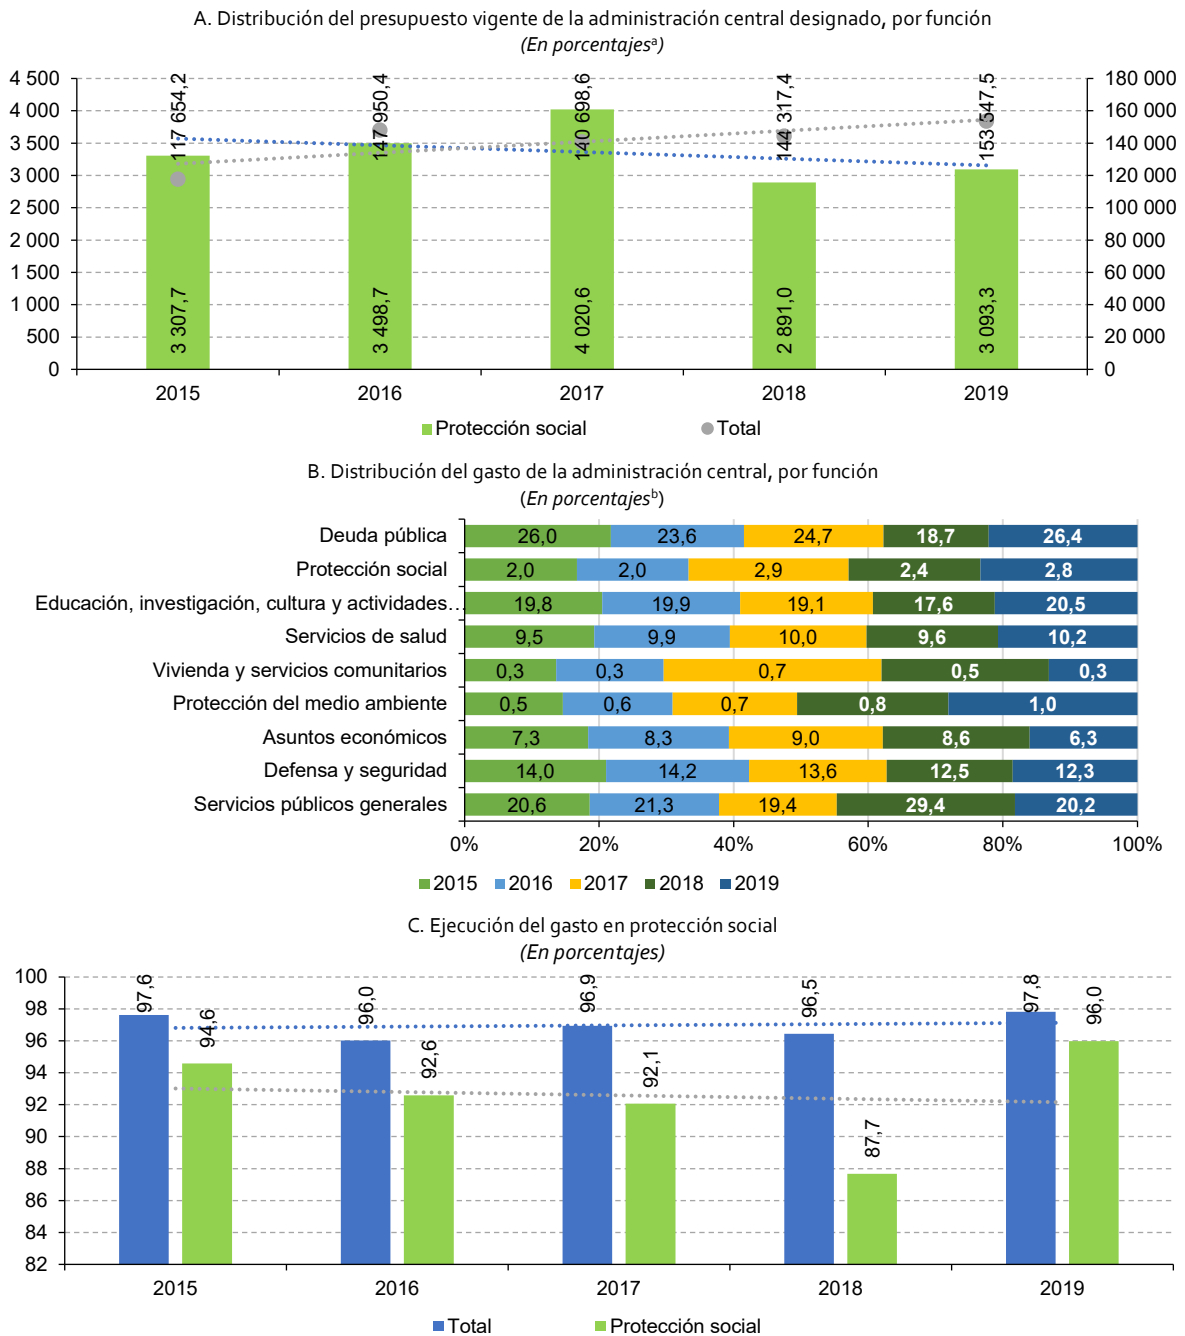 A. Distribución del presupuesto vigente de la administración central designado, por función
(En porcentajesª)
117 654,2 147 950,4 140 698,6 144 317,4 153 547,5
4 500 180 000
4 000 160 000
3 500 140 000
3 000 120 000
2 500 100 000
2 000 80 000
1 500 60 000
1 000 40 000
500 20 000
0 0
3 307,7 3 498,7 4 020,6 2 891,0 3 093,3
2015 2016 2017 2018 2019
Protección social Total
B. Distribución del gasto de la administración central, por función
(En porcentajesᵇ)
Deuda pública 26,0 23,6 24,7 18,7 26,4
Protección social 2,0 2,0 2,9 2,4 2,8
Educación, investigación, cultura y actividades… 19,8 19,9 19,1 17,6 20,5
Servicios de salud 9,5 9,9 10,0 9,6 10,2
Vivienda y servicios comunitarios 0,3 0,3 0,7 0,5 0,3
Protección del medio ambiente 0,5 0,6 0,7 0,8 1,0
Asuntos económicos 7,3 8,3 9,0 8,6 6,3
Defensa y seguridad 14,0 14,2 13,6 12,5 12,3
Servicios públicos generales 20,6 21,3 19,4 29,4 20,2
0% 20% 40% 60% 80% 100%
2015 2016 2017 2018 2019
C. Ejecución del gasto en protección social
(En porcentajes)
100
98
96
94
92
90
88
86
84
82
97,6 94,6 96,0 92,6 96,9 92,1 96,5 87,7 97,8 96,0
2015 2016 2017 2018 2019
Total Protección social